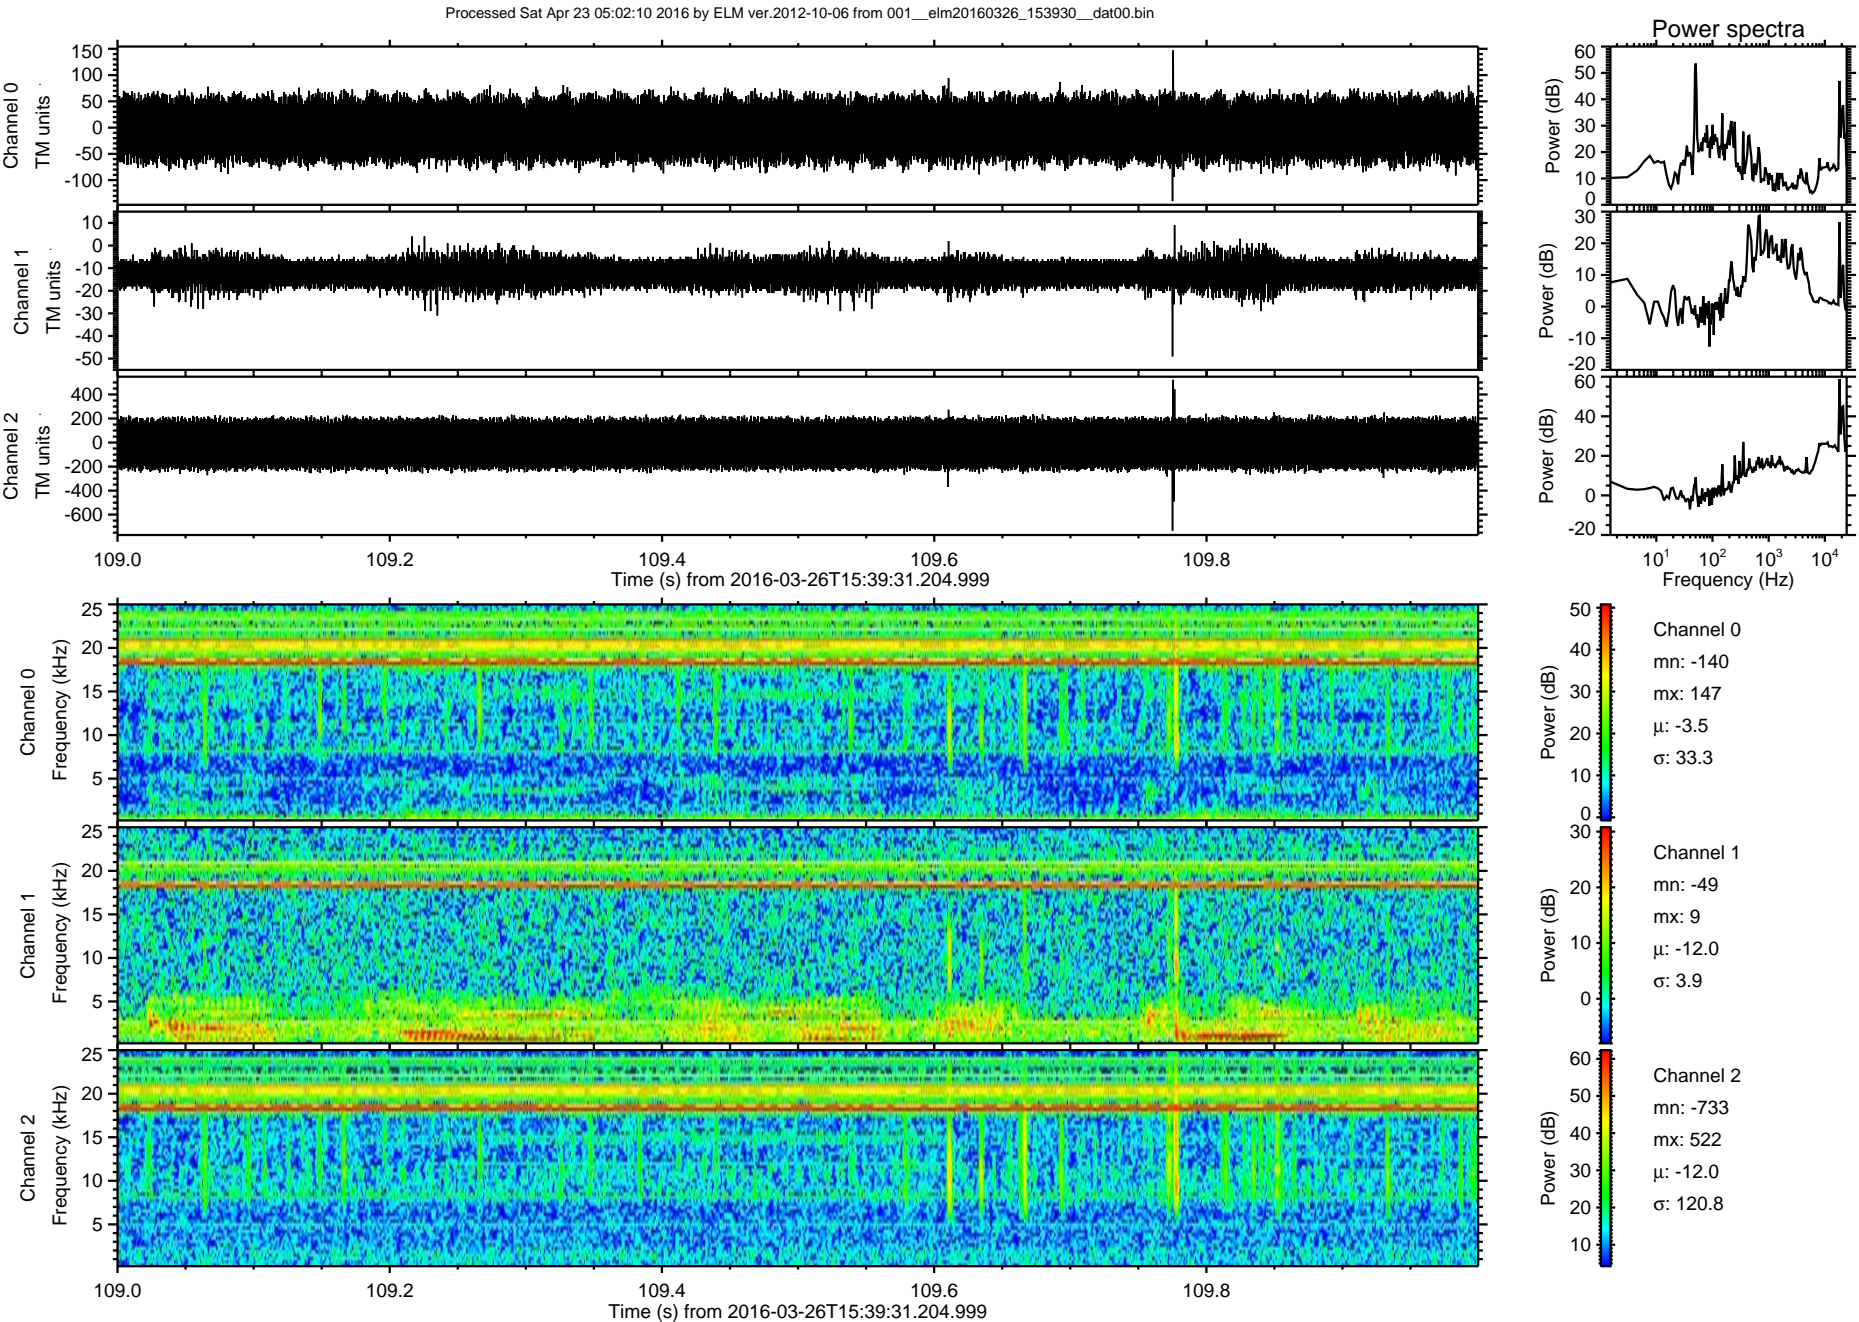 Processed Sat Apr 23 05:02:10 2016 by ELM ver.2012-10-06 from 001__elm20160326_153930__dat00.bin
Power spectra
Channel 0
TM units
150
100
50
0
-50
-100
Power (dB)
60
50
40
30
20
10
0
Channel 1
TM units
10
0
-10
-20
-30
-40
-50
Power (dB)
30
20
10
0
-10
-20
Channel 2
TM units
400
200
0
-200
-400
-600
Power (dB)
60
40
20
0
-20
109.0 109.2 109.4 109.6 109.8
Time (s) from 2016-03-26T15:39:31.204.999
10¹ 10² 10³ 10⁴
Frequency (Hz)
Channel 0
Frequency (kHz)
25
20
15
10
5
Power (dB)
50
40
30
20
10
0
Channel 0
mn: -140
mx: 147
μ: -3.5
σ: 33.3
Channel 1
Frequency (kHz)
25
20
15
10
5
Power (dB)
30
20
10
0
Channel 1
mn: -49
mx: 9
μ: -12.0
σ: 3.9
Channel 2
Frequency (kHz)
25
20
15
10
5
Power (dB)
60
50
40
30
20
10
Channel 2
mn: -733
mx: 522
μ: -12.0
σ: 120.8
109.0 109.2 109.4 109.6 109.8
Time (s) from 2016-03-26T15:39:31.204.999